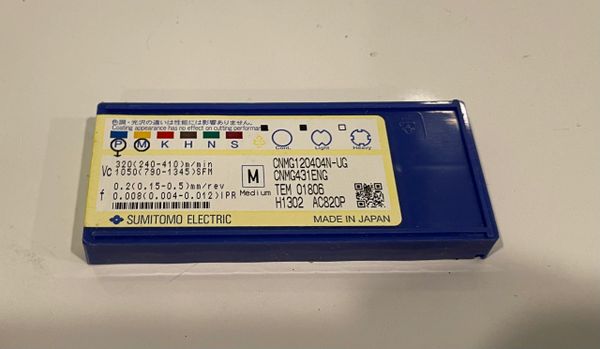 色調・光沢の違いは性能には影響ありません。
Coating appearance has no effect on cutting performance.
P M K H N S
Cont. Light Heavy
Vc 320(240-410)m/min
1050(790-1345)SFM
f 0.2(0.15-0.5)mm/rev
0.008(0.004-0.012)IPR
M
Medium
CNMG120404N-UG
CNMG431ENG
TEM 01806
H1302 AC820P
SUMITOMO ELECTRIC
MADE IN JAPAN